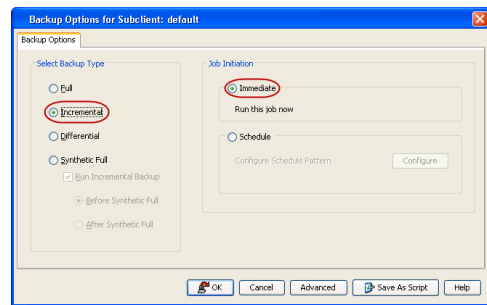 Backup Options for Subclient: default
Backup Options
Select Backup Type
Full
Incremental
Differential
Synthetic Full
Run Incremental Backup
Before Synthetic Full
After Synthetic Full
Job Initiation
Immediate
Run this job now
Schedule
Configure Schedule Pattern
Configure
OK
Cancel
Advanced
Save As Script
Help